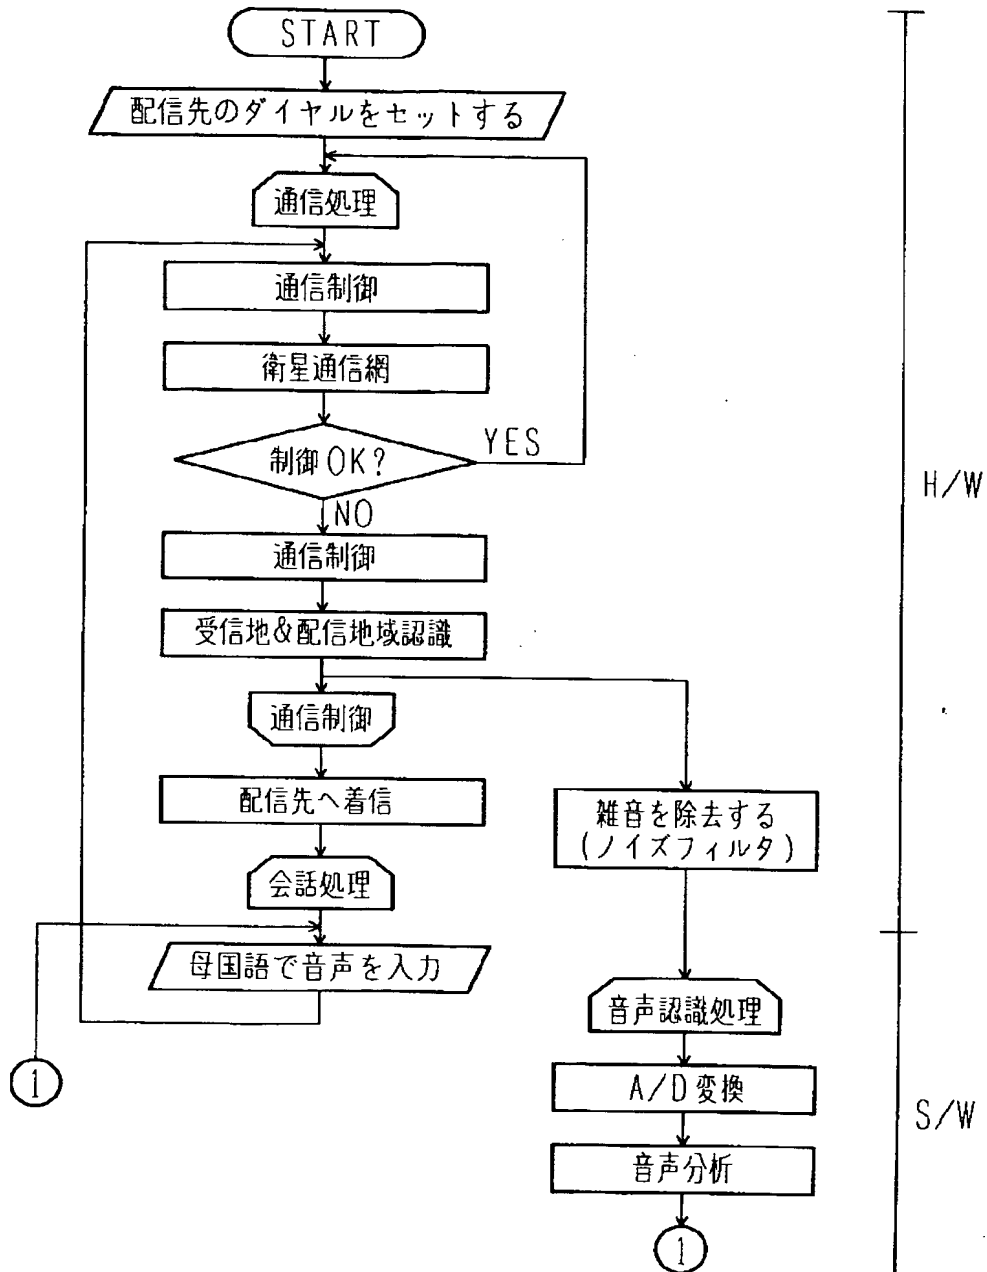 START
配信先のダイヤルをセットする
通信処理
通信制御
衛星通信網
制御OK?
YES
NO
H/W
通信制御
受信地&配信地域認識
通信制御
配信先へ着信
雑音を除去する
(ノイズフィルタ)
会話処理
母国語で音声を入力
音声認識処理
1
A/D変換
S/W
音声分析
1